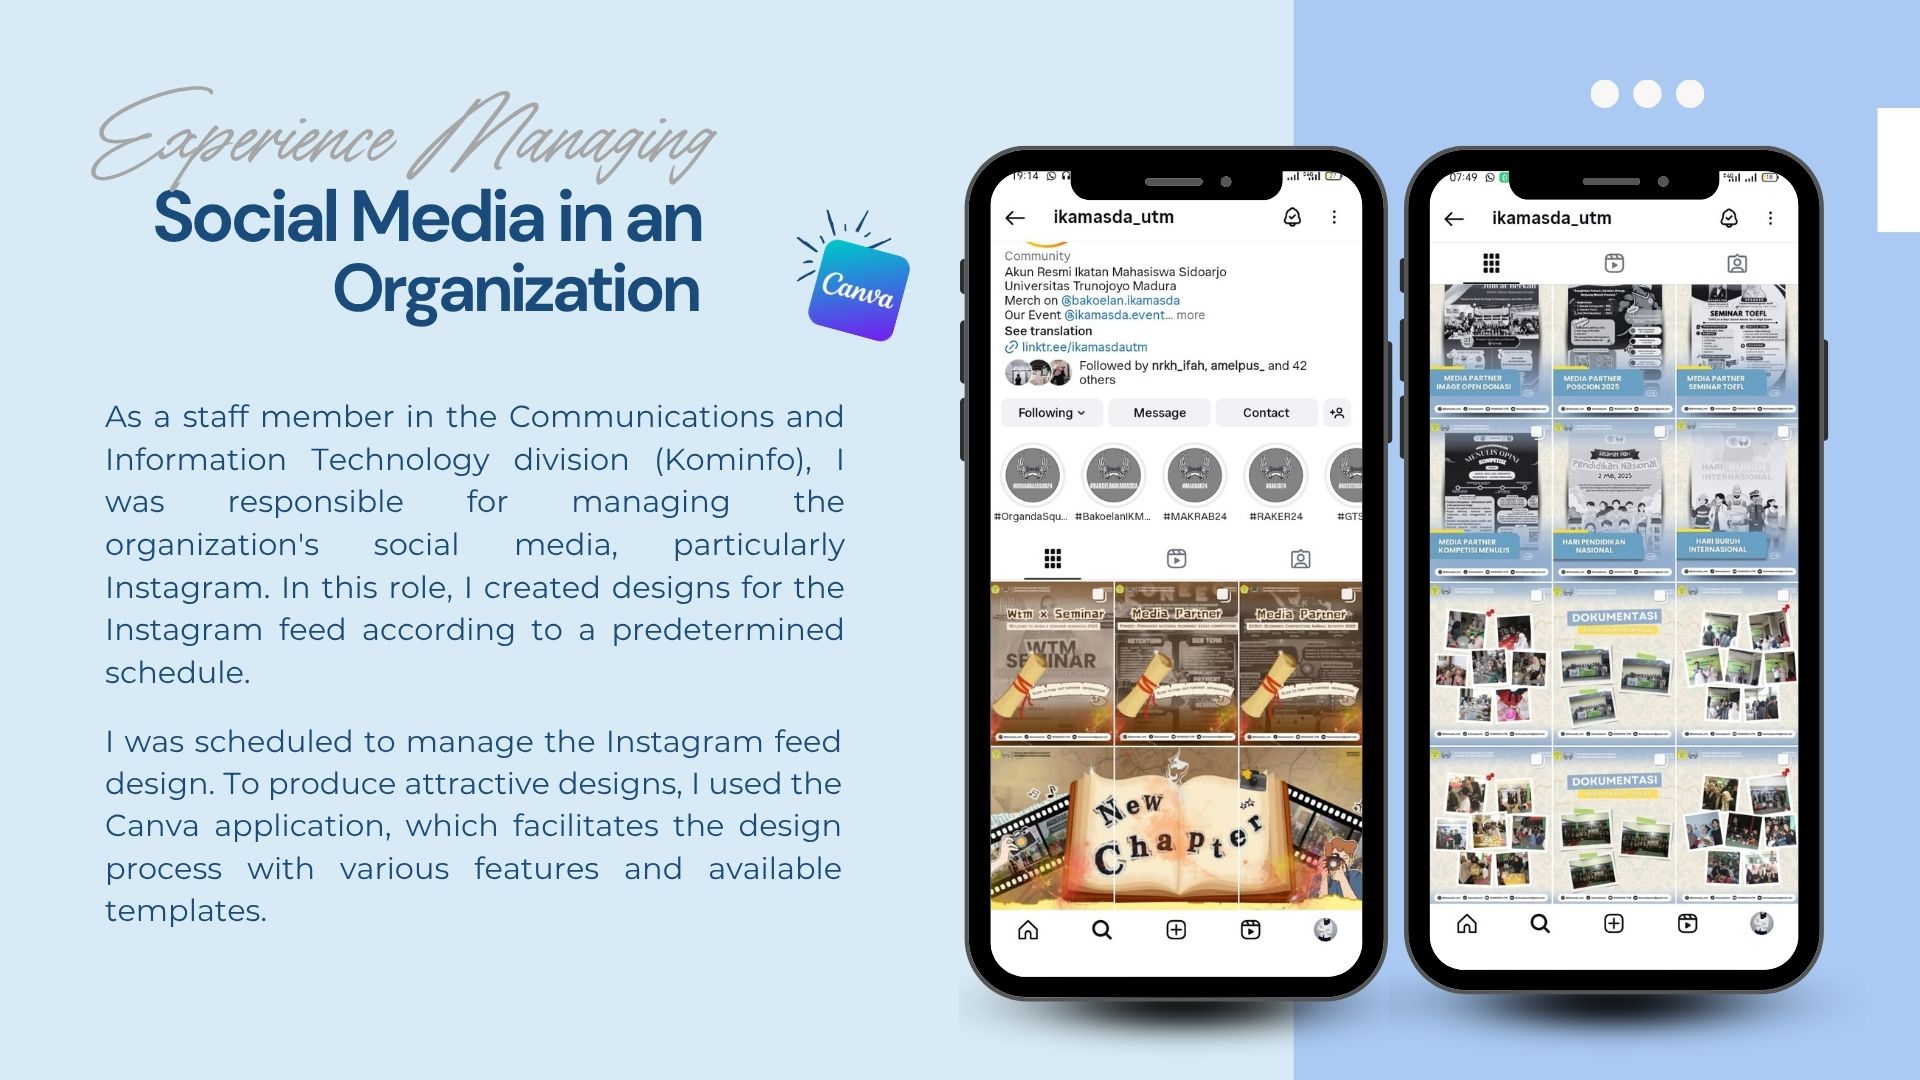 Experience Managing
Social Media in an
Organization
Canva
As a staff member in the Communications and
Information Technology division (Kominfo), I
was responsible for managing the
organization's social media, particularly
Instagram. In this role, I created designs for the
Instagram feed according to a predetermined
schedule.
I was scheduled to manage the Instagram feed
design. To produce attractive designs, I used the
Canva application, which facilitates the design
process with various features and available
templates.
19:14
27
ikamasda_utm
Community
Akun Resmi Ikatan Mahasiswa Sidoarjo
Universitas Trunojoyo Madura
Merch on @bakoelan.ikamasda
Our Event @ikamasda.event... more
See translation
linktr.ee/ikamasdautm
Followed by nrkh_ifah, amelpus_ and 42
others
Following
Message
Contact
#OrgandaSqu...
#BakoelanIKM...
#MAKRAB24
#RAKER24
#GTS
Wtm x Seminar
Media Partner
Media Partner
WTM
SEMINAR
KETENTUAN
SUB TEMA
PAYMENT
New
Chapter
07:49
18
ikamasda_utm
SEMINAR TOEFL
MEDIA PARTNER
IMAGE OPEN DONASI
MEDIA PARTNER
POSCION 2025
MEDIA PARTNER
SEMINAR TOEFL
MENULIS OPINI
KOMPETISI
Selamat Hari
Pendidikan Nasional
2 MEI, 2025
HARI BURUH
INTERNASIONAL
MEDIA PARTNER
KOMPETISI MENULIS
HARI PENDIDIKAN
NASIONAL
HARI BURUH
INTERNASIONAL
DOKUMENTASI
DOKUMENTASI